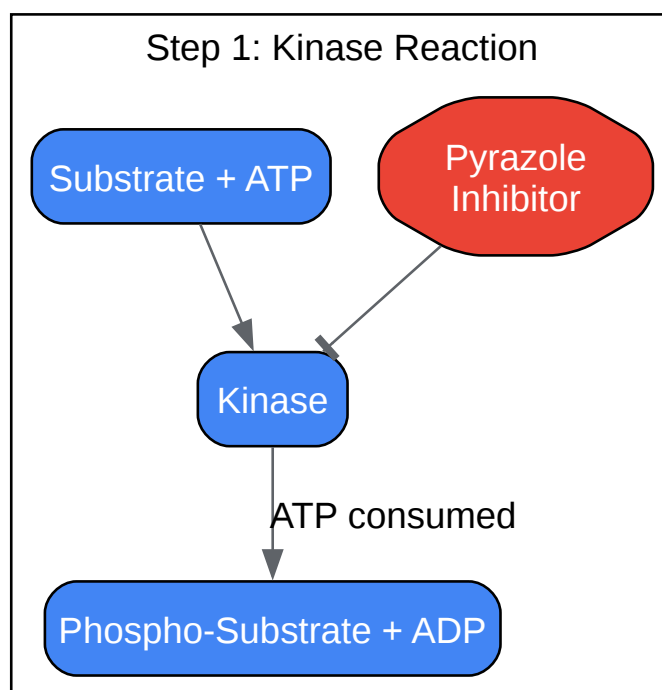 Step 1: Kinase Reaction
Substrate + ATP
Pyrazole
Inhibitor
Kinase
ATP consumed
Phospho-Substrate + ADP